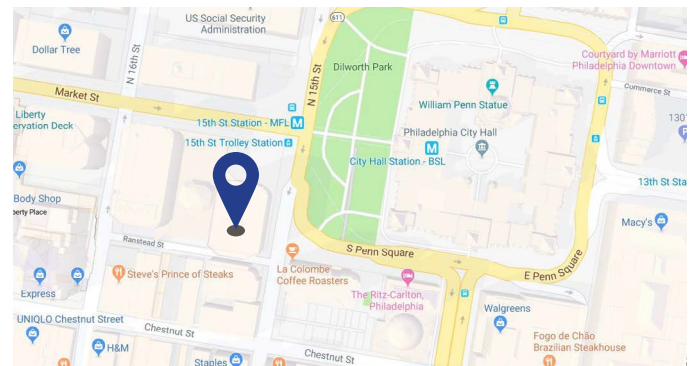 US Social Security
Administration
Dollar Tree
N 16th St
N 15th St
611
Dilworth Park
Courtyard by Marriott
Philadelphia Downtown
Commerce St
Market St
William Penn Statue
Liberty
ervation Deck
15th St Station - MFL
M
Philadelphia City Hall
1301
P
15th St Trolley Station
M
City Hall Station - BSL
13th St Sta
Body Shop
berty Place
Macy's
Ranstead St
S Penn Square
E Penn Square
Steve's Prince of Steaks
La Colombe
Coffee Roasters
Express
The Ritz-Carlton,
Philadelphia
Walgreens
UNIQLO Chestnut Street
Chestnut St
H&M
Fogo de Chão
Brazilian Steakhouse
Staples
Chestnut St